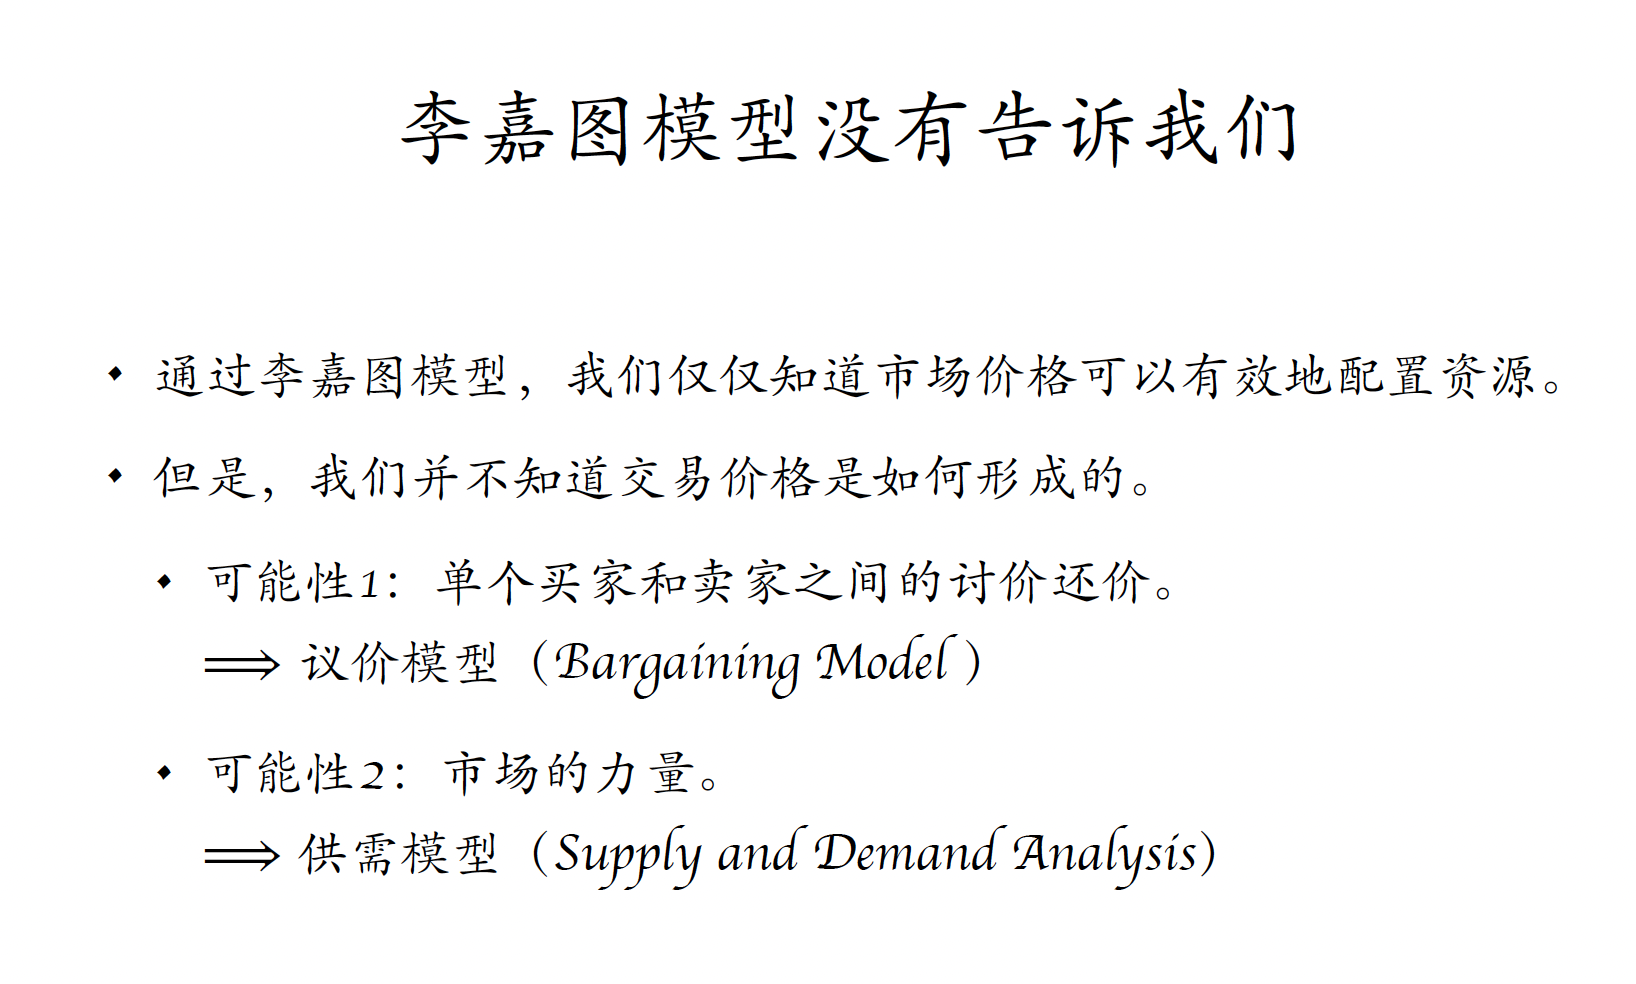 李嘉图模型没有告诉我们
• 通过李嘉图模型，我们仅仅知道市场价格可以有效地配置资源。
• 但是，我们并不知道交易价格是如何形成的。
• 可能性1：单个买家和卖家之间的讨价还价。
⟹ 议价模型（Bargaining Model）
• 可能性2：市场的力量。
⟹ 供需模型（Supply and Demand Analysis）